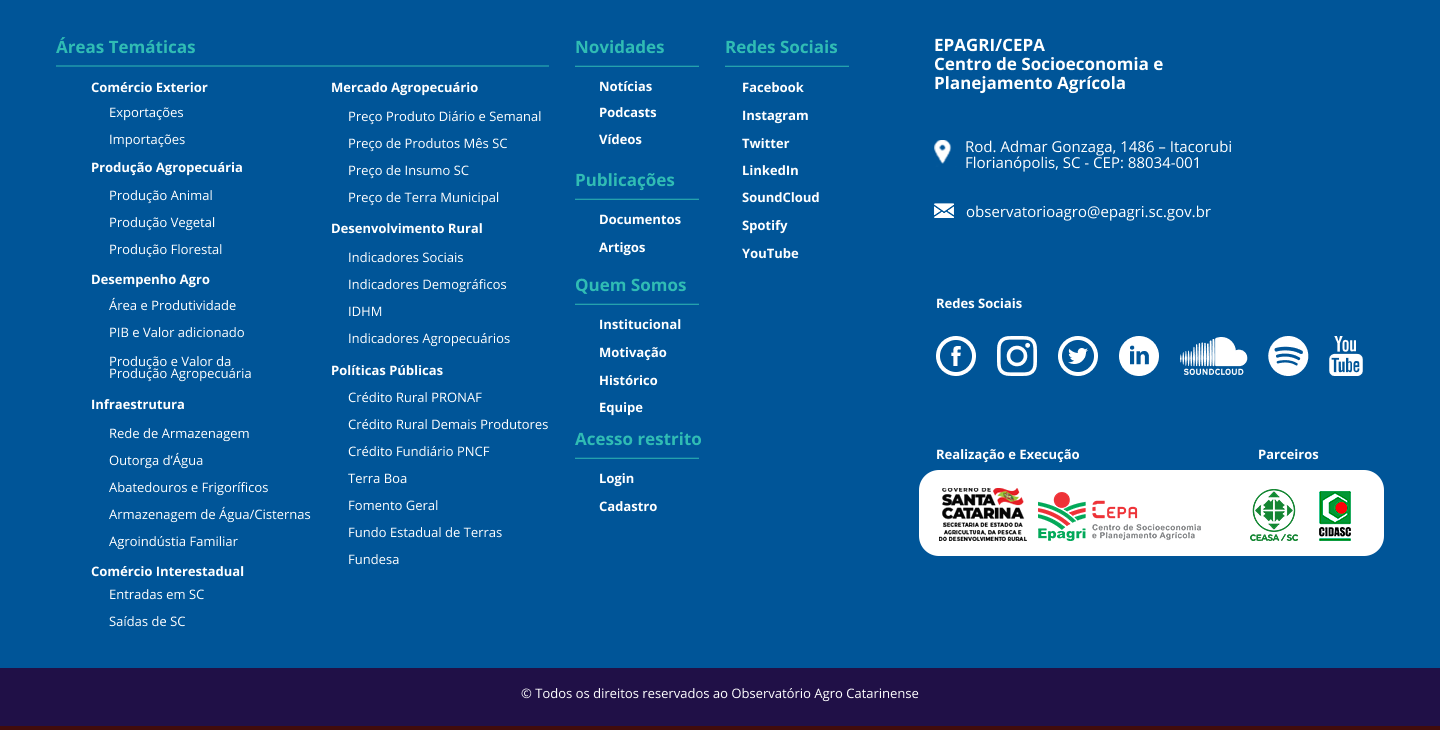 Áreas Temáticas
Comércio Exterior
Exportações
Importações
Produção Agropecuária
Produção Animal
Produção Vegetal
Produção Florestal
Desempenho Agro
Área e Produtividade
PIB e Valor adicionado
Produção e Valor da
Produção Agropecuária
Infraestrutura
Rede de Armazenagem
Outorga d'Água
Abatedouros e Frigoríficos
Armazenagem de Água/Cisternas
Agroindústia Familiar
Comércio Interestadual
Entradas em SC
Saídas de SC
Mercado Agropecuário
Preço Produto Diário e Semanal
Preço de Produtos Mês SC
Preço de Insumo SC
Preço de Terra Municipal
Desenvolvimento Rural
Indicadores Sociais
Indicadores Demográficos
IDHM
Indicadores Agropecuários
Políticas Públicas
Crédito Rural PRONAF
Crédito Rural Demais Produtores
Crédito Fundiário PNCF
Terra Boa
Fomento Geral
Fundo Estadual de Terras
Fundesa
Novidades
Notícias
Podcasts
Vídeos
Publicações
Documentos
Artigos
Quem Somos
Institucional
Motivação
Histórico
Equipe
Acesso restrito
Login
Cadastro
Redes Sociais
Facebook
Instagram
Twitter
LinkedIn
SoundCloud
Spotify
YouTube
EPAGRI/CEPA
Centro de Socioeconomia e
Planejamento Agrícola
Rod. Admar Gonzaga, 1486 – Itacorubi
Florianópolis, SC - CEP: 88034-001
observatorioagro@epagri.sc.gov.br
Redes Sociais
in
SOUNDCLOUD
You
Tube
Realização e Execução
GOVERNO DE
SANTA
CATARINA
SECRETARIA DE ESTADO DA
AGRICULTURA, DA PESCA E
DO DESENVOLVIMENTO RURAL
Epagri
CEPA
Centro de Socioeconomia
e Planejamento Agrícola
Parceiros
CEASA/SC
CIDASC
© Todos os direitos reservados ao Observatório Agro Catarinense